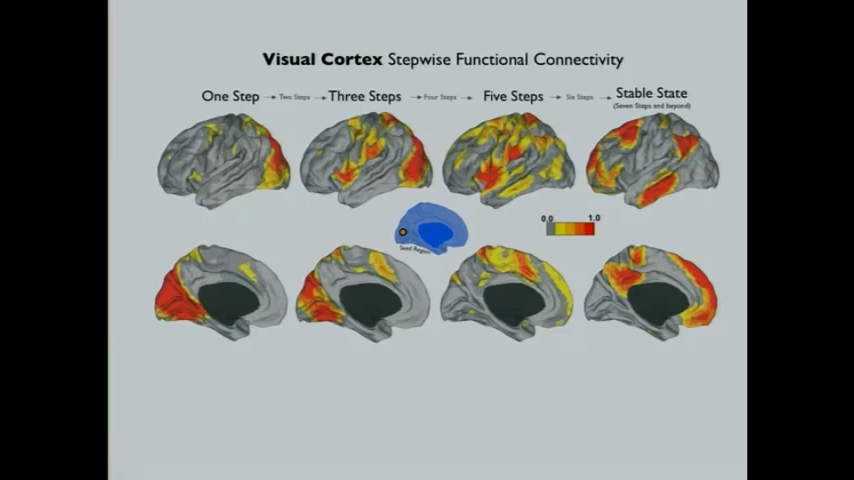 Visual Cortex Stepwise Functional Connectivity
One Step → Two Steps → Three Steps → Four Steps → Five Steps → Six Steps → Stable State
(Seven Steps and beyond)
0.0 1.0
Seed Region